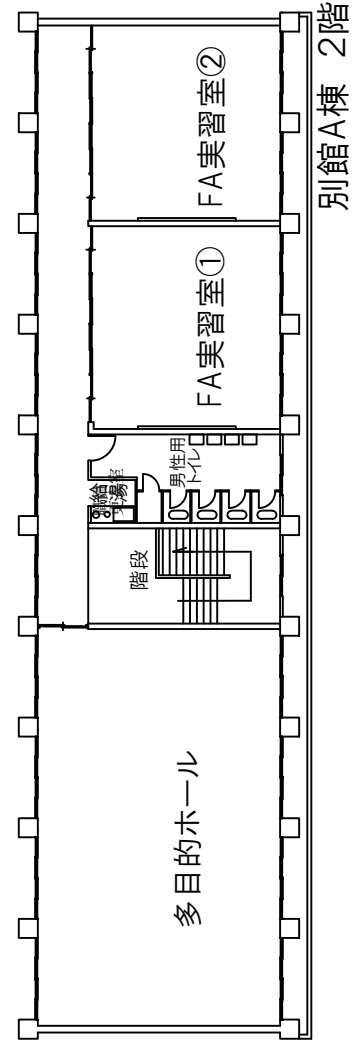 別館A棟 2階
多目的ホール
階段
男性用
トイレ
FA実習室①
FA実習室②